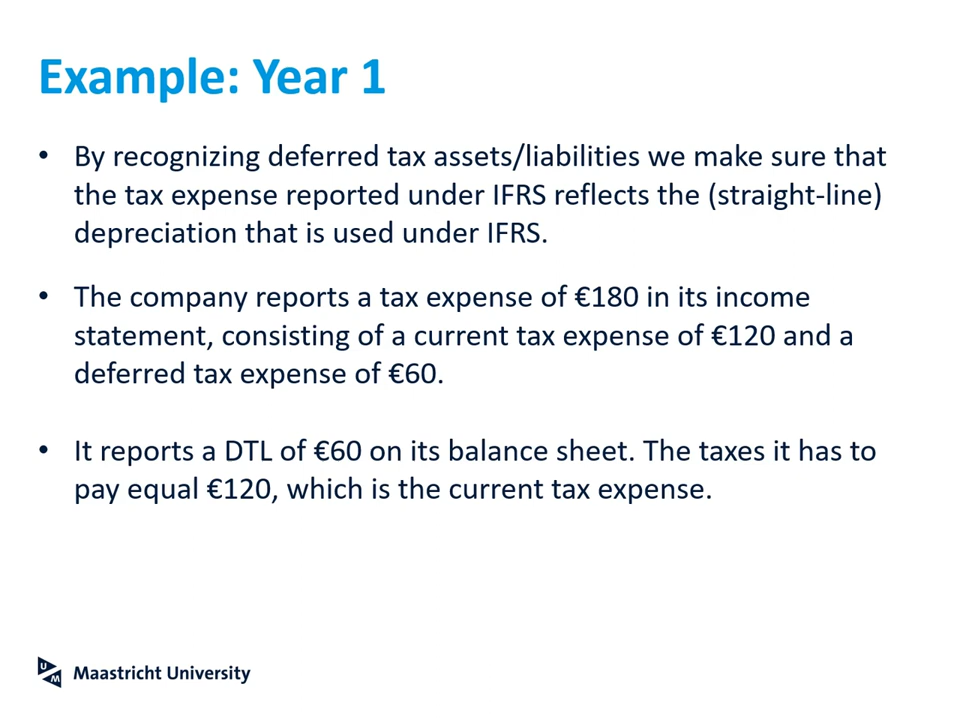 Example: Year 1
• By recognizing deferred tax assets/liabilities we make sure that
the tax expense reported under IFRS reflects the (straight-line)
depreciation that is used under IFRS.
• The company reports a tax expense of €180 in its income
statement, consisting of a current tax expense of €120 and a
deferred tax expense of €60.
• It reports a DTL of €60 on its balance sheet. The taxes it has to
pay equal €120, which is the current tax expense.
UM Maastricht University